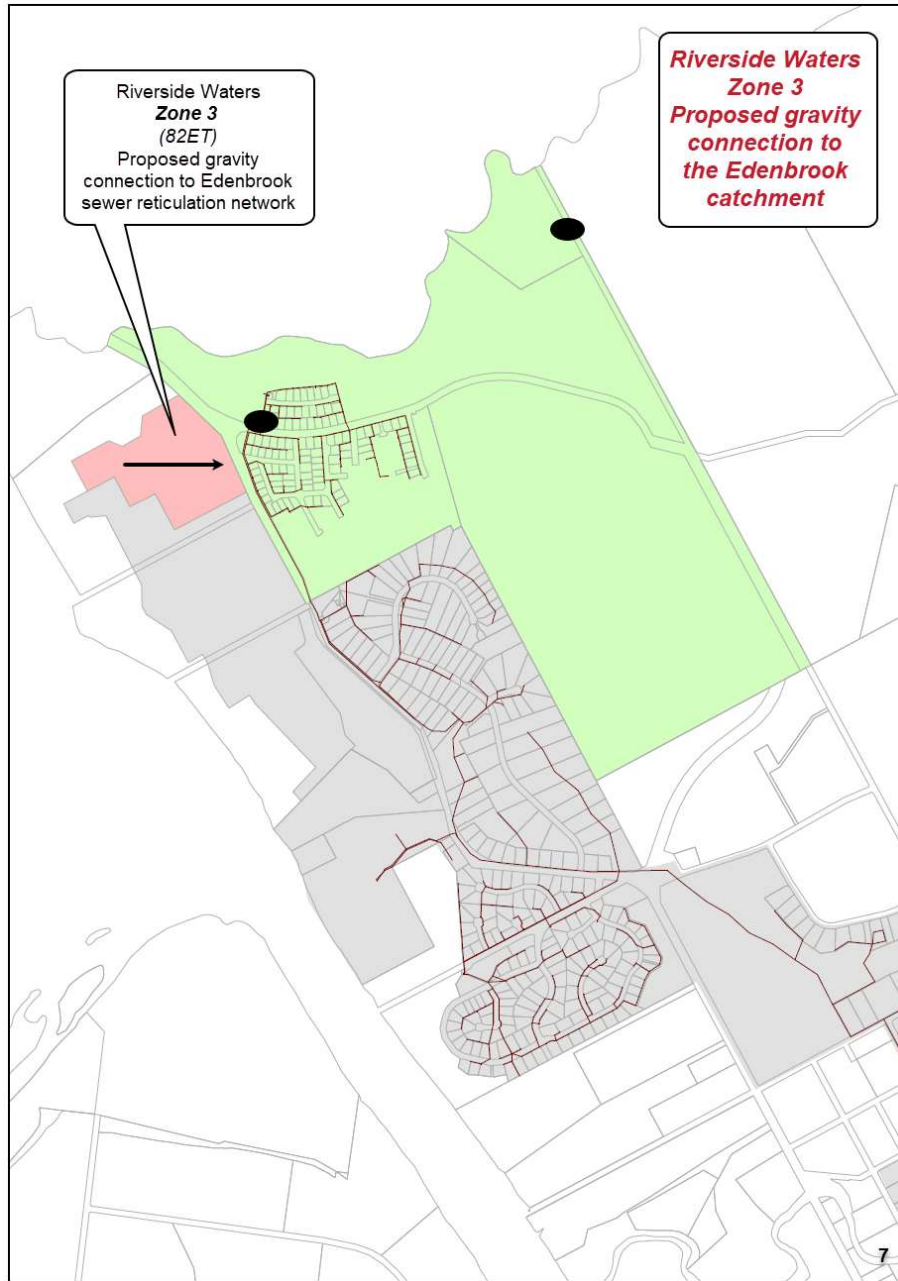 Riverside Waters
Zone 3
(82ET)
Proposed gravity
connection to Edenbrook
sewer reticulation network
Riverside Waters
Zone 3
Proposed gravity
connection to
the Edenbrook
catchment
7